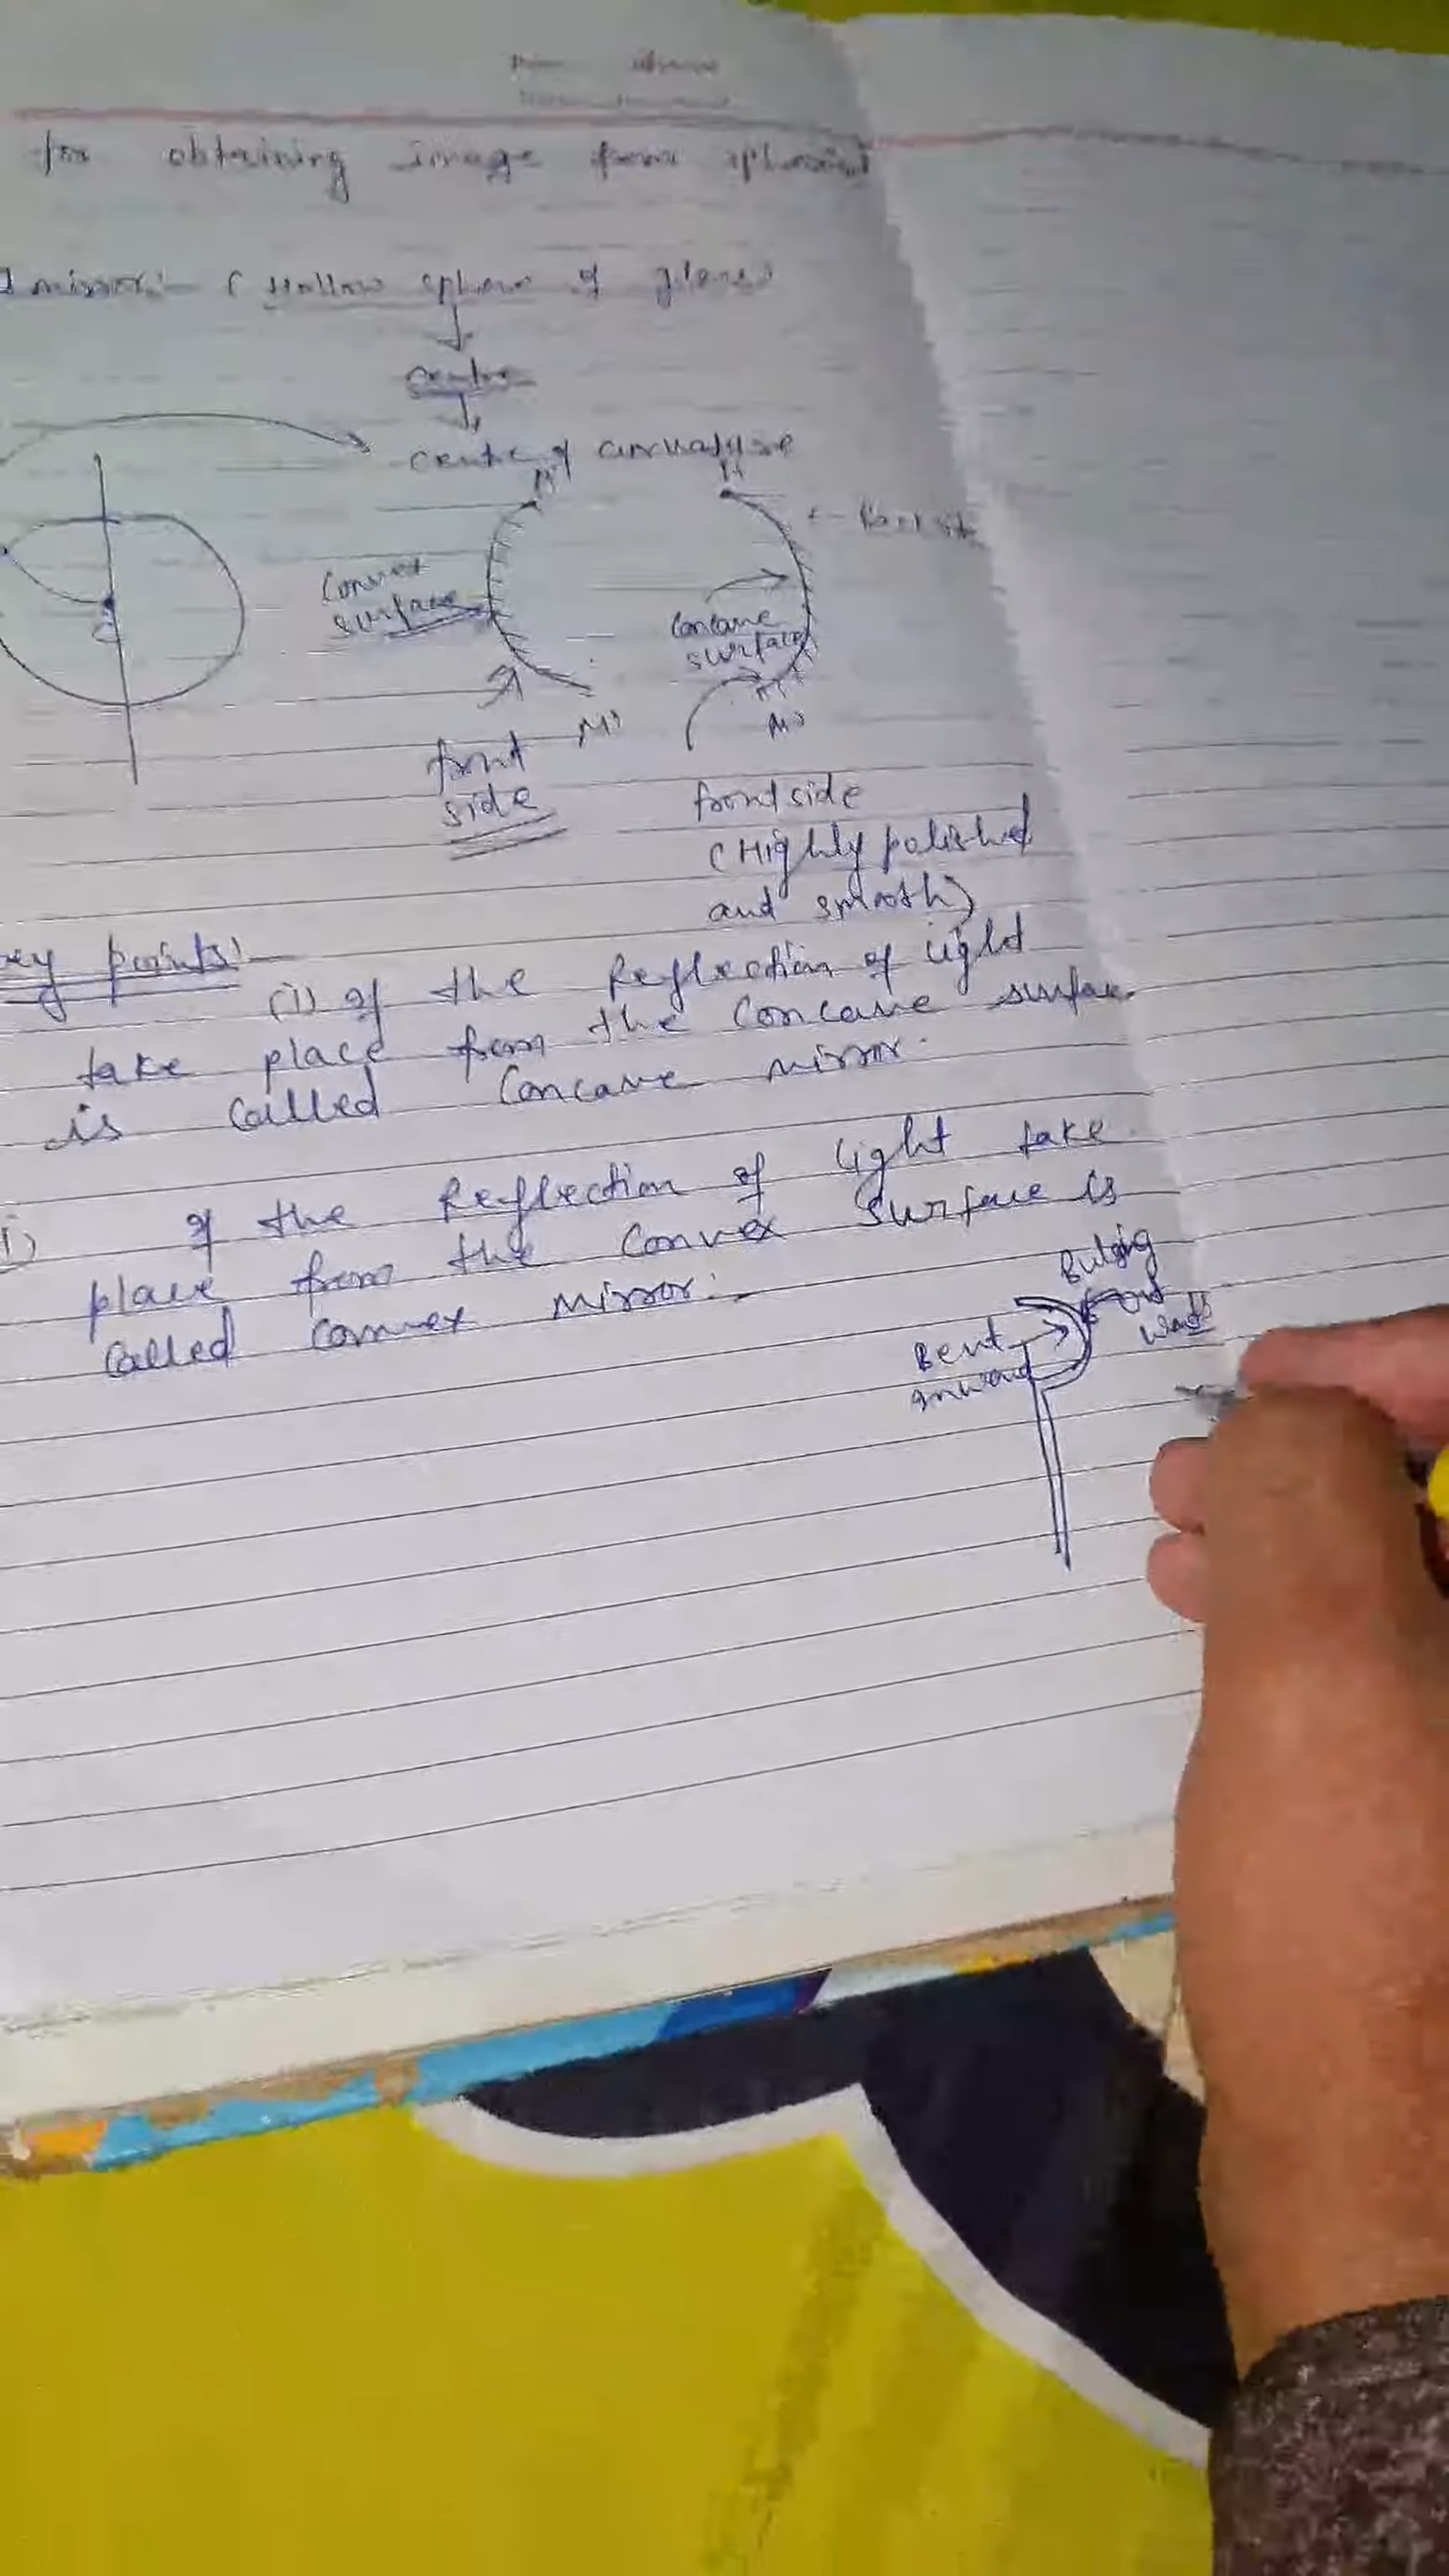 for obtaining image from spherical
mirror:- ( Hollow sphere of glass)
centre
centre of
M
M
Convex
surface
Concave
surface
M'
M'
front
side
front side
(Highly polished
and smooth)
key points:-
(i) If the Reflection of light
take place from the Concave surface
is called Concave mirror.
If the Reflection of light take
place from the Convex Surface is
called convex mirror:-
Bulging
out
wards
Bent
inward